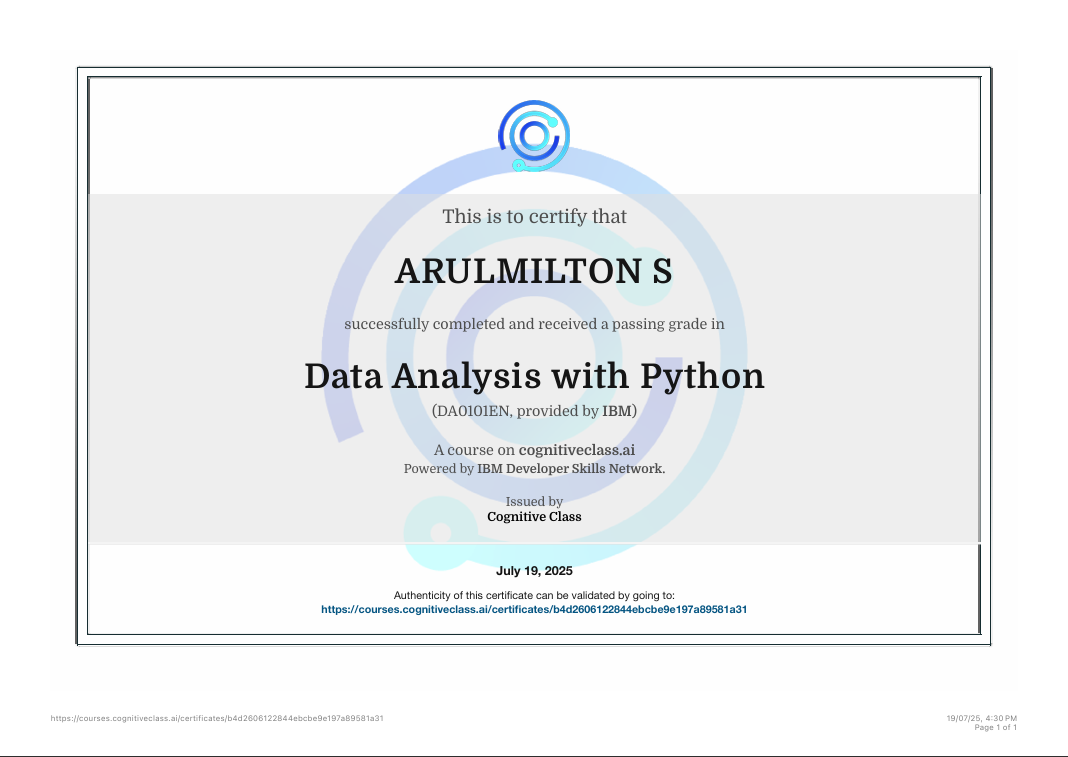 This is to certify that
ARULMILTON S
successfully completed and received a passing grade in
Data Analysis with Python
(DA0101EN, provided by IBM)
A course on cognitiveclass.ai
Powered by IBM Developer Skills Network.
Issued by
Cognitive Class
July 19, 2025
Authenticity of this certificate can be validated by going to:
https://courses.cognitiveclass.ai/certificates/b4d2606122844ebcbe9e197a89581a31
https://courses.cognitiveclass.ai/certificates/b4d2606122844ebcbe9e197a89581a31
19/07/25, 4:30 PM
Page 1 of 1